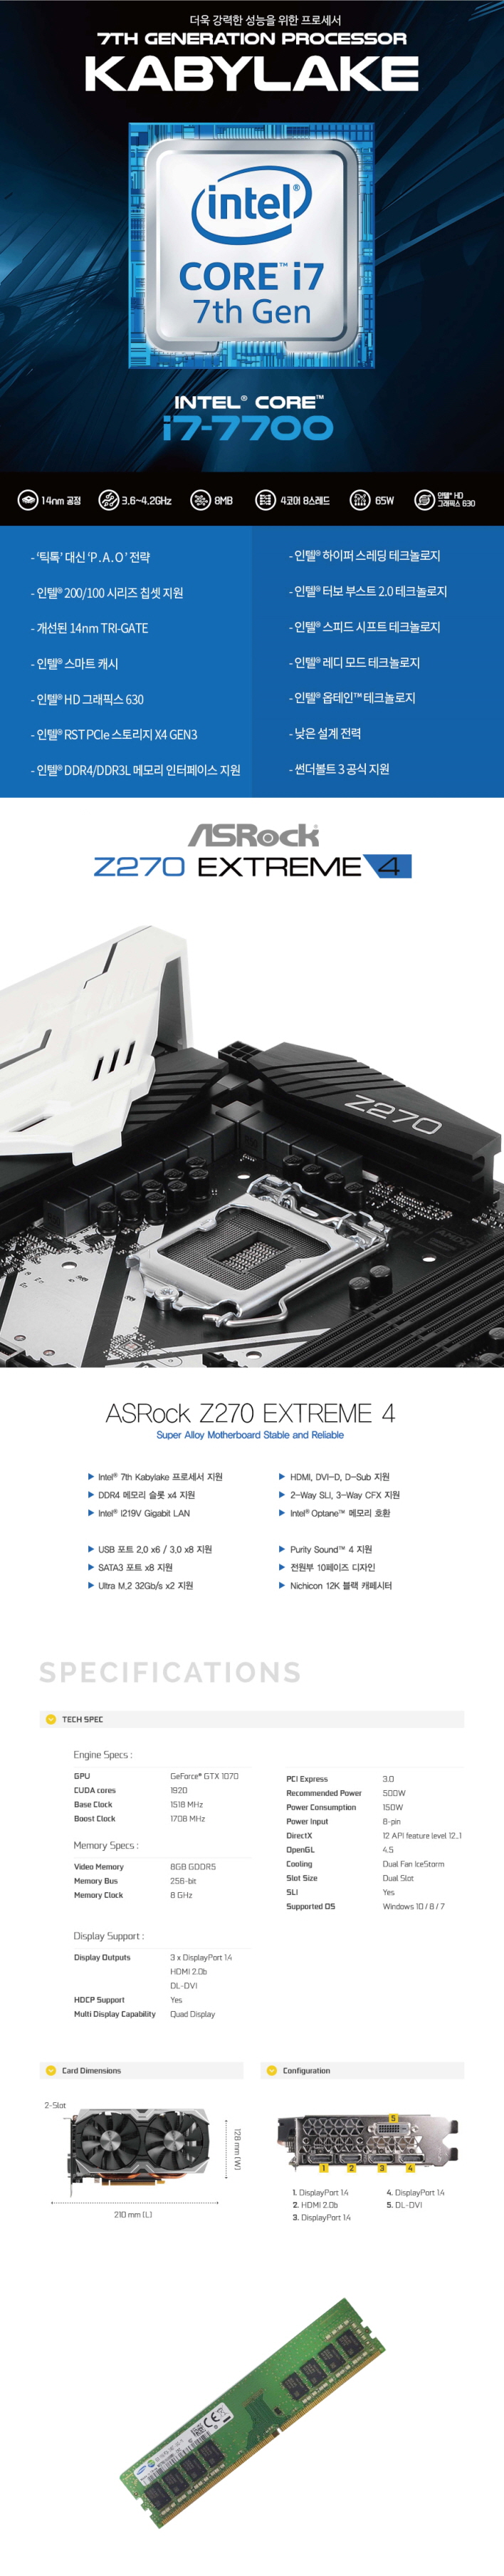 더욱 강력한 성능을 위한 프로세서
7TH GENERATION PROCESSOR
KABYLAKE
intel®
CORE™ i7
7th Gen
INTEL® CORE™
i7-7700
14nm 공정
3.6~4.2GHz
8MB
4코어 8스레드
65W
인텔® HD
그래픽스 630
- ‘틱톡’ 대신 ‘P.A.O’ 전략
- 인텔® 200/100 시리즈 칩셋 지원
- 개선된 14nm TRI-GATE
- 인텔® 스마트 캐시
- 인텔® HD 그래픽스 630
- 인텔® RST PCIe 스토리지 X4 GEN3
- 인텔® DDR4/DDR3L 메모리 인터페이스 지원
- 인텔® 하이퍼 스레딩 테크놀로지
- 인텔® 터보 부스트 2.0 테크놀로지
- 인텔® 스피드 시프트 테크놀로지
- 인텔® 레디 모드 테크놀로지
- 인텔® 옵테인™ 테크놀로지
- 낮은 설계 전력
- 썬더볼트 3 공식 지원
ASRock
Z270 EXTREME 4
Z270
ASRock Z270 EXTREME 4
Super Alloy Motherboard Stable and Reliable
▶ Intel® 7th Kabylake 프로세서 지원
▶ DDR4 메모리 슬롯 x4 지원
▶ Intel® I219V Gigabit LAN
▶ USB 포트 2.0 x6 / 3.0 x8 지원
▶ SATA3 포트 x8 지원
▶ Ultra M.2 32Gb/s x2 지원
▶ HDMI, DVI-D, D-Sub 지원
▶ 2-Way SLI, 3-Way CFX 지원
▶ Intel® Optane™ 메모리 호환
▶ Purity Sound™ 4 지원
▶ 전원부 10페이즈 디자인
▶ Nichicon 12K 블랙 캐페시터
SPECIFICATIONS
TECH SPEC
Engine Specs :
GPU GeForce® GTX 1070
CUDA cores 1920
Base Clock 1518 MHz
Boost Clock 1708 MHz
Memory Specs :
Video Memory 8GB GDDR5
Memory Bus 256-bit
Memory Clock 8 GHz
Display Support :
Display Outputs 3 x DisplayPort 1.4
HDMI 2.0b
DL-DVI
HDCP Support Yes
Multi Display Capability Quad Display
PCI Express 3.0
Recommended Power 500W
Power Consumption 150W
Power Input 8-pin
DirectX 12 API feature level 12_1
OpenGL 4.5
Cooling Dual Fan IceStorm
Slot Size Dual Slot
SLI Yes
Supported OS Windows 10 / 8 / 7
Card Dimensions
2-Slot
128 mm (W)
210 mm (L)
Configuration
5
1 2 3 4
1. DisplayPort 1.4
2. HDMI 2.0b
3. DisplayPort 1.4
4. DisplayPort 1.4
5. DL-DVI